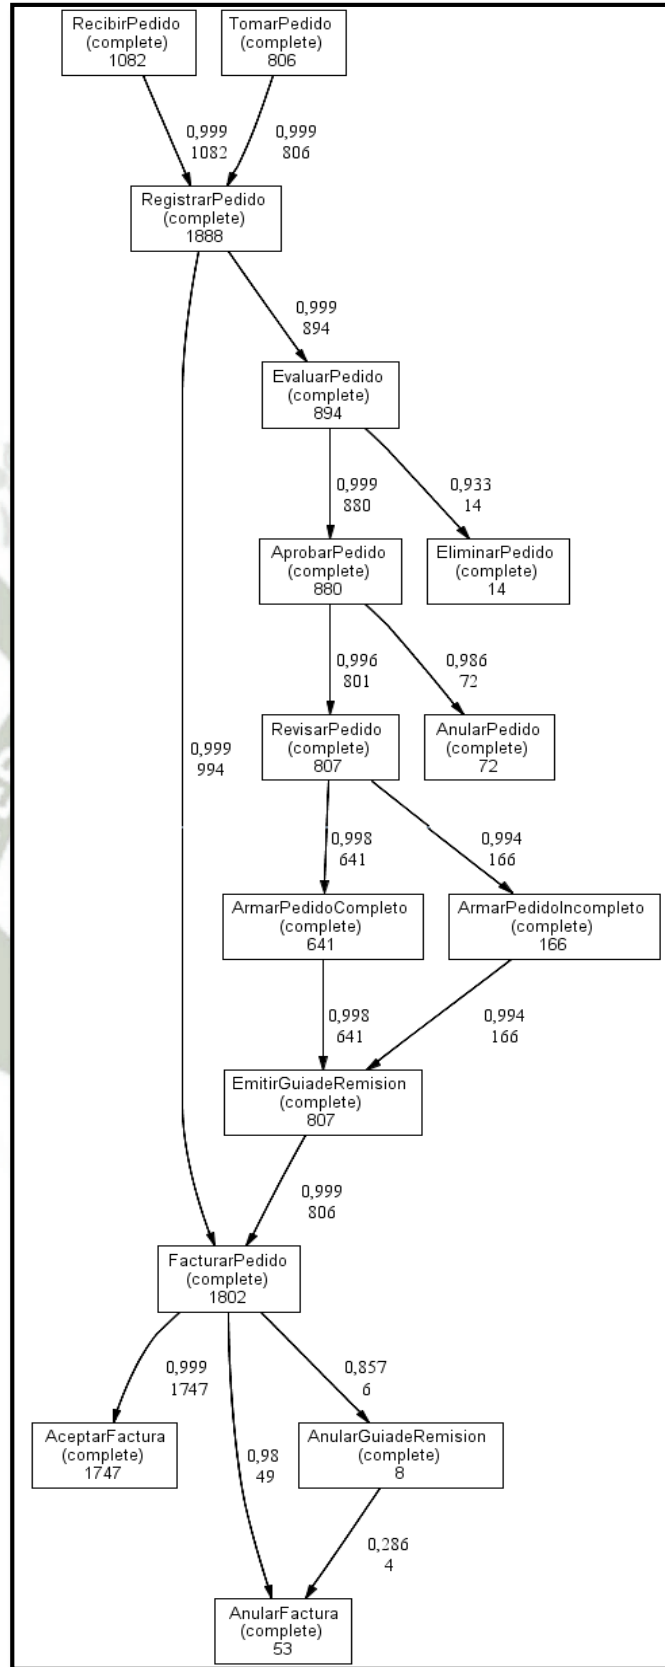 RecibirPedido
(complete)
1082
TomarPedido
(complete)
806
0,999
1082
0,999
806
RegistrarPedido
(complete)
1888
0,999
894
EvaluarPedido
(complete)
894
0,999
880
0,933
14
AprobarPedido
(complete)
880
EliminarPedido
(complete)
14
0,996
801
0,986
72
RevisarPedido
(complete)
807
AnularPedido
(complete)
72
0,999
994
0,998
641
0,994
166
ArmarPedidoCompleto
(complete)
641
ArmarPedidoIncompleto
(complete)
166
0,998
641
0,994
166
EmitirGuiadeRemision
(complete)
807
0,999
806
FacturarPedido
(complete)
1802
0,999
1747
0,857
6
AceptarFactura
(complete)
1747
0,98
49
AnularGuiadeRemision
(complete)
8
0,286
4
AnularFactura
(complete)
53